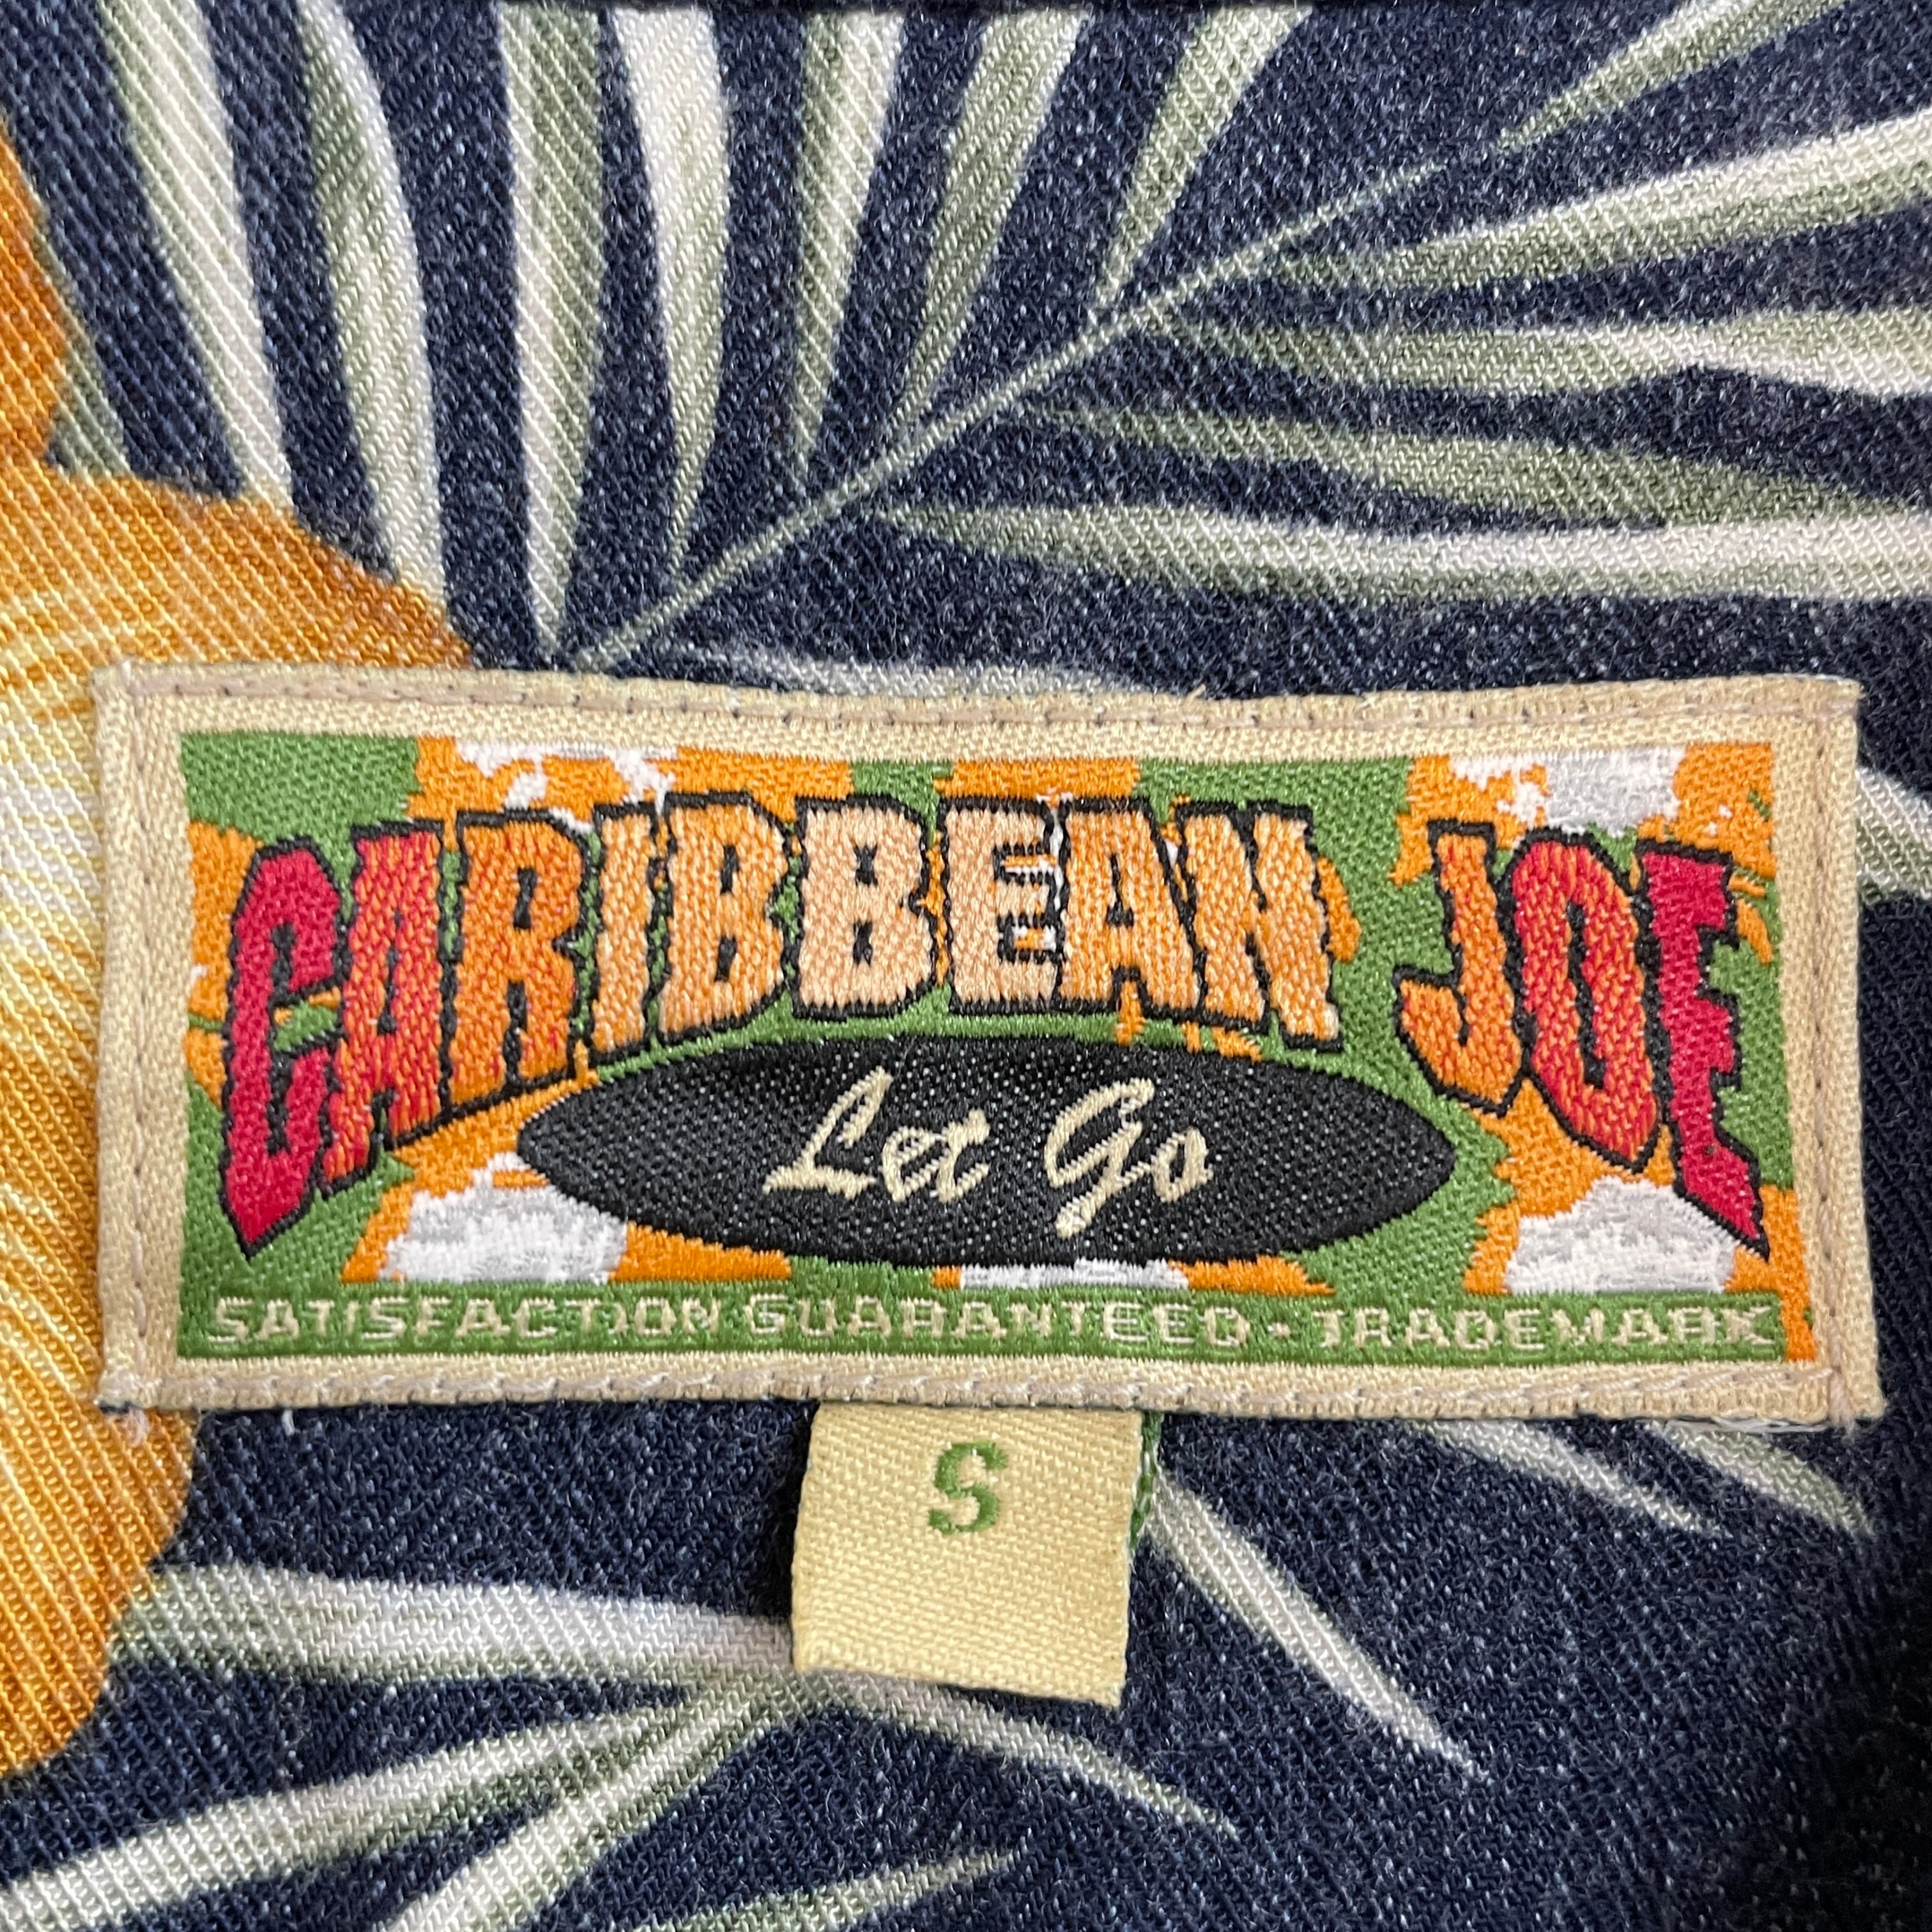 CARIBBEAN JOE
Let Go
SATISFACTION GUARANTEED • TRADEMARK
S